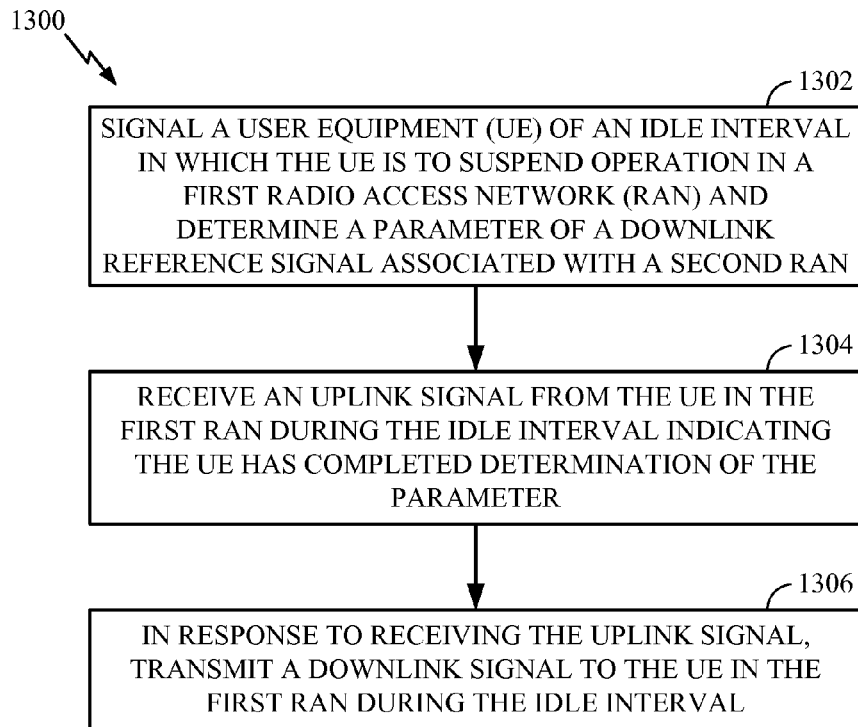 1300
1302
SIGNAL A USER EQUIPMENT (UE) OF AN IDLE INTERVAL
IN WHICH THE UE IS TO SUSPEND OPERATION IN A
FIRST RADIO ACCESS NETWORK (RAN) AND
DETERMINE A PARAMETER OF A DOWNLINK
REFERENCE SIGNAL ASSOCIATED WITH A SECOND RAN
1304
RECEIVE AN UPLINK SIGNAL FROM THE UE IN THE
FIRST RAN DURING THE IDLE INTERVAL INDICATING
THE UE HAS COMPLETED DETERMINATION OF THE
PARAMETER
1306
IN RESPONSE TO RECEIVING THE UPLINK SIGNAL,
TRANSMIT A DOWNLINK SIGNAL TO THE UE IN THE
FIRST RAN DURING THE IDLE INTERVAL